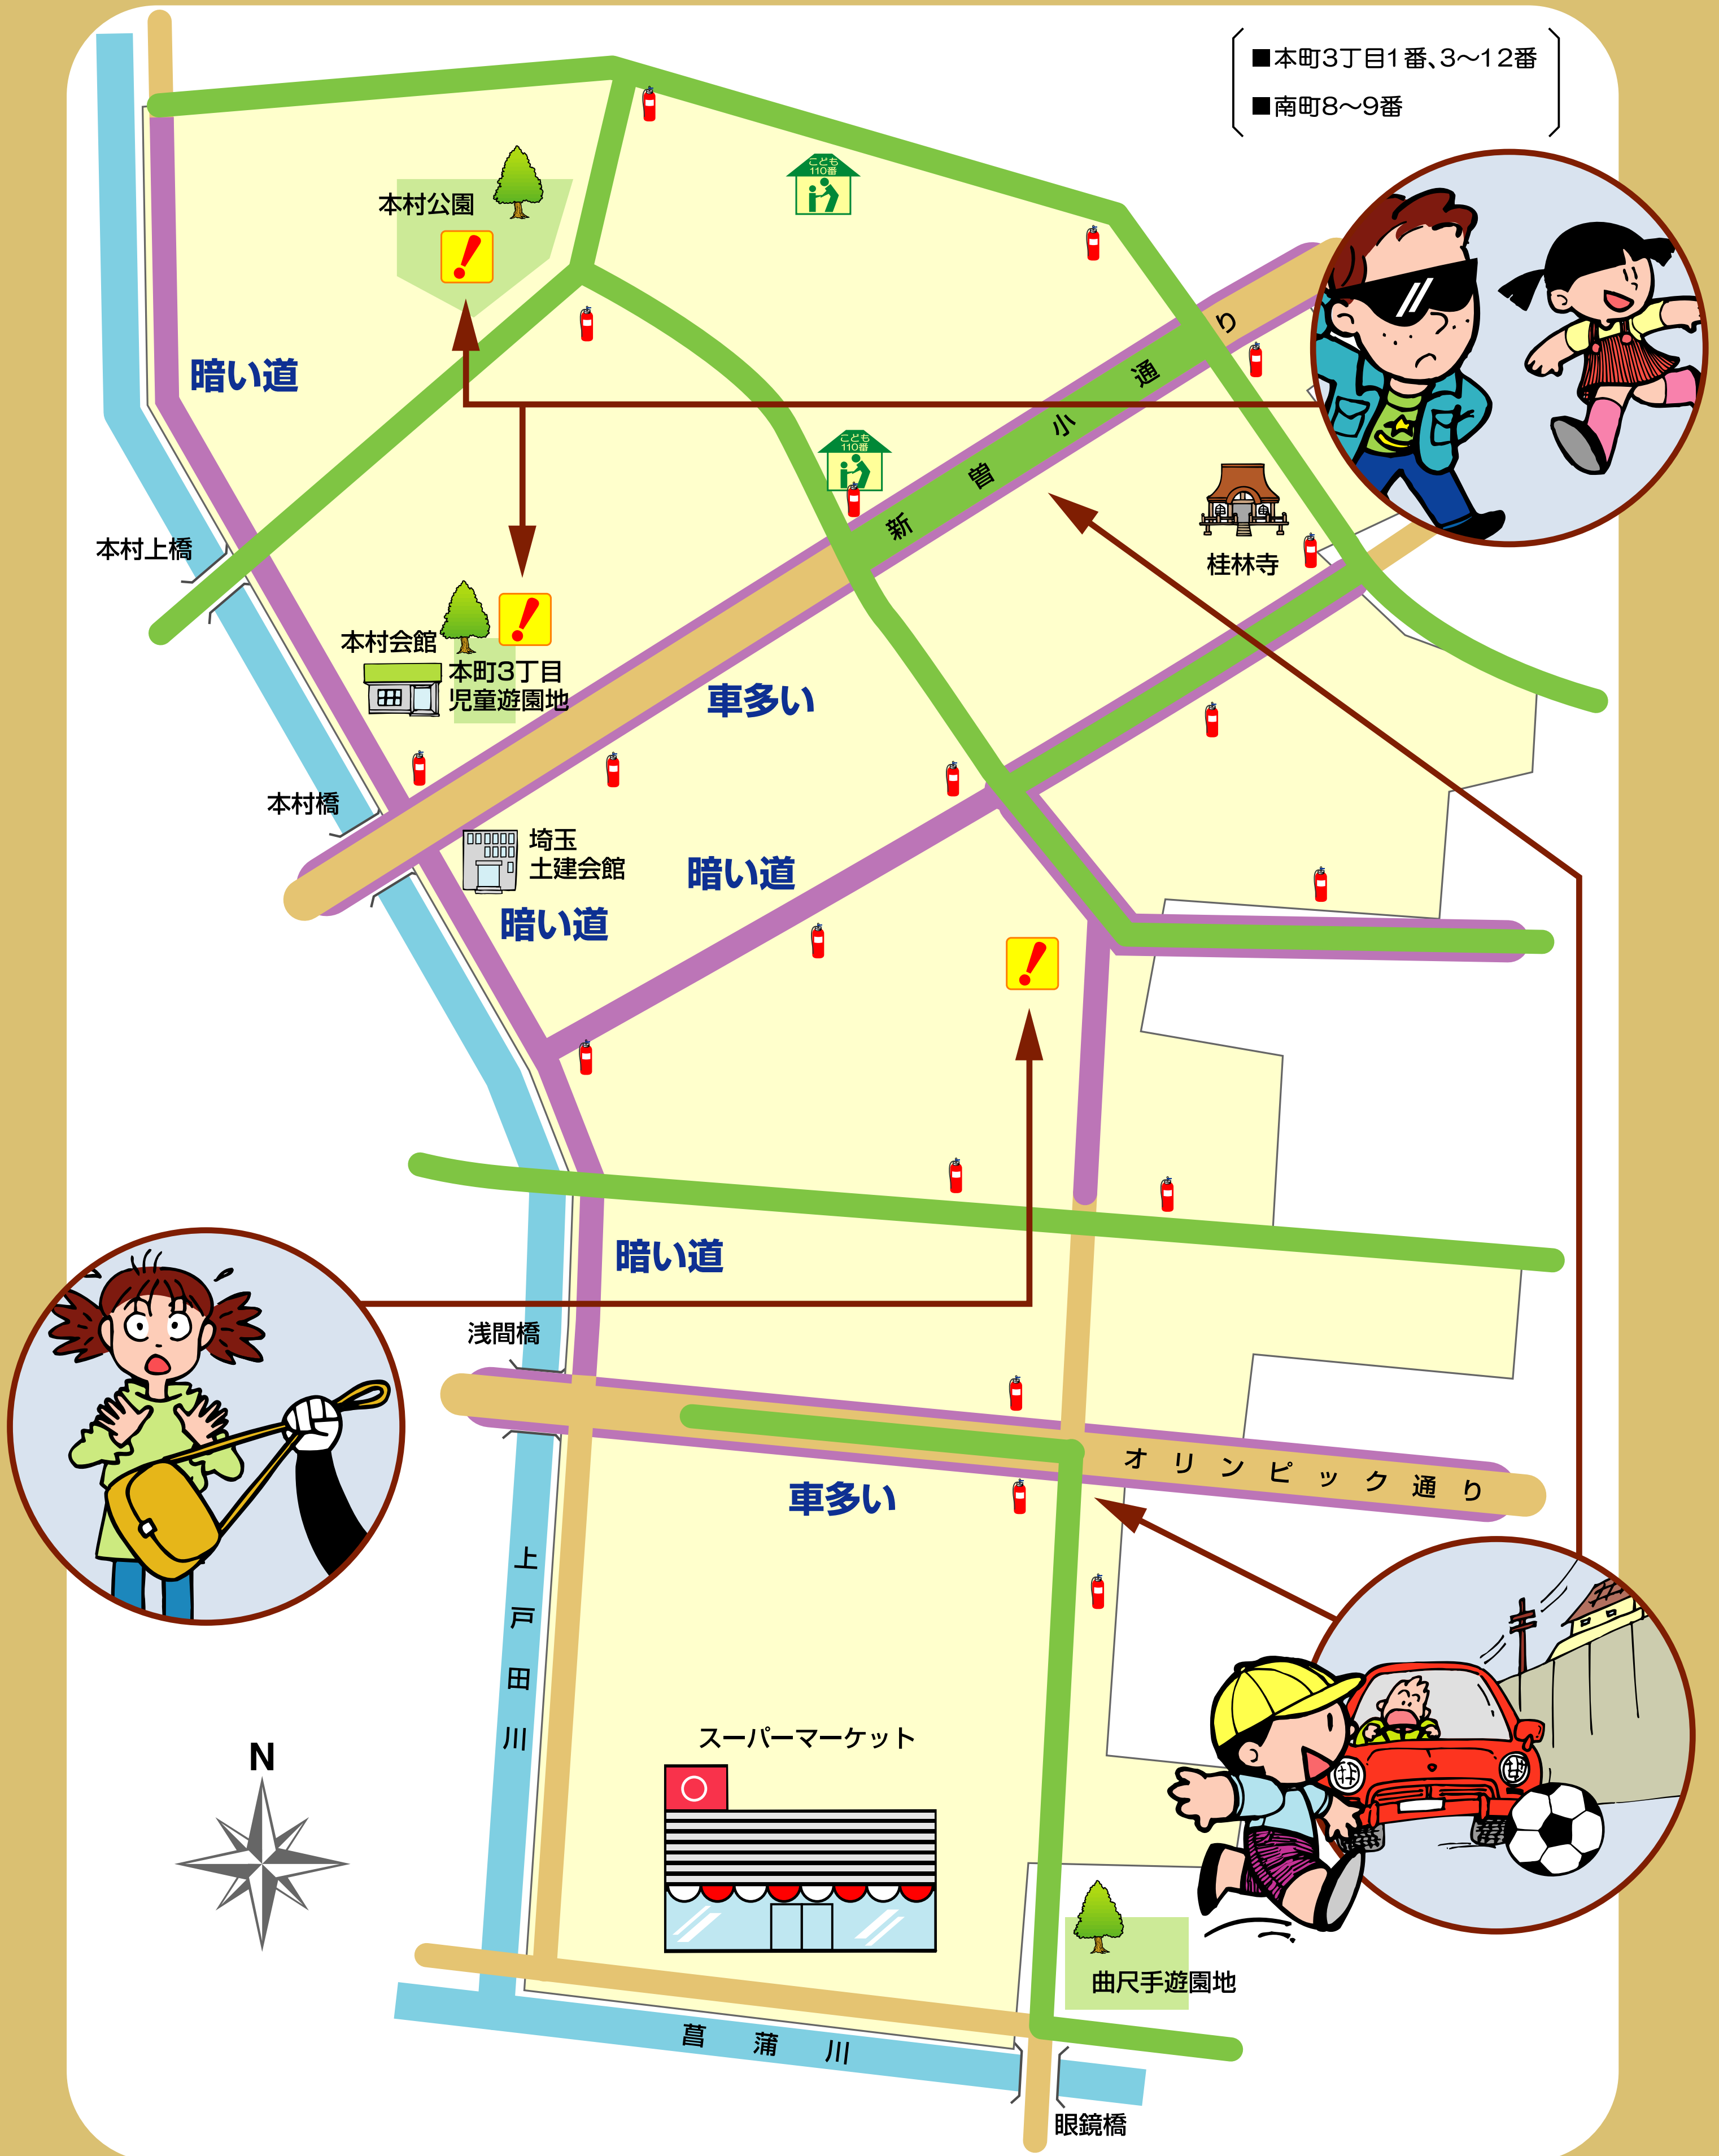 ■本町3丁目1番、3〜12番
■南町8〜9番
こども
110番
本村公園
暗い道
新曽小通り
こども
110番
桂林寺
本村上橋
本村会館
本町3丁目
児童遊園地
車多い
本村橋
埼玉
土建会館
暗い道
暗い道
暗い道
浅間橋
オリンピック通り
車多い
上戸田川
スーパーマーケット
N
曲尺手遊園地
菖蒲川
眼鏡橋